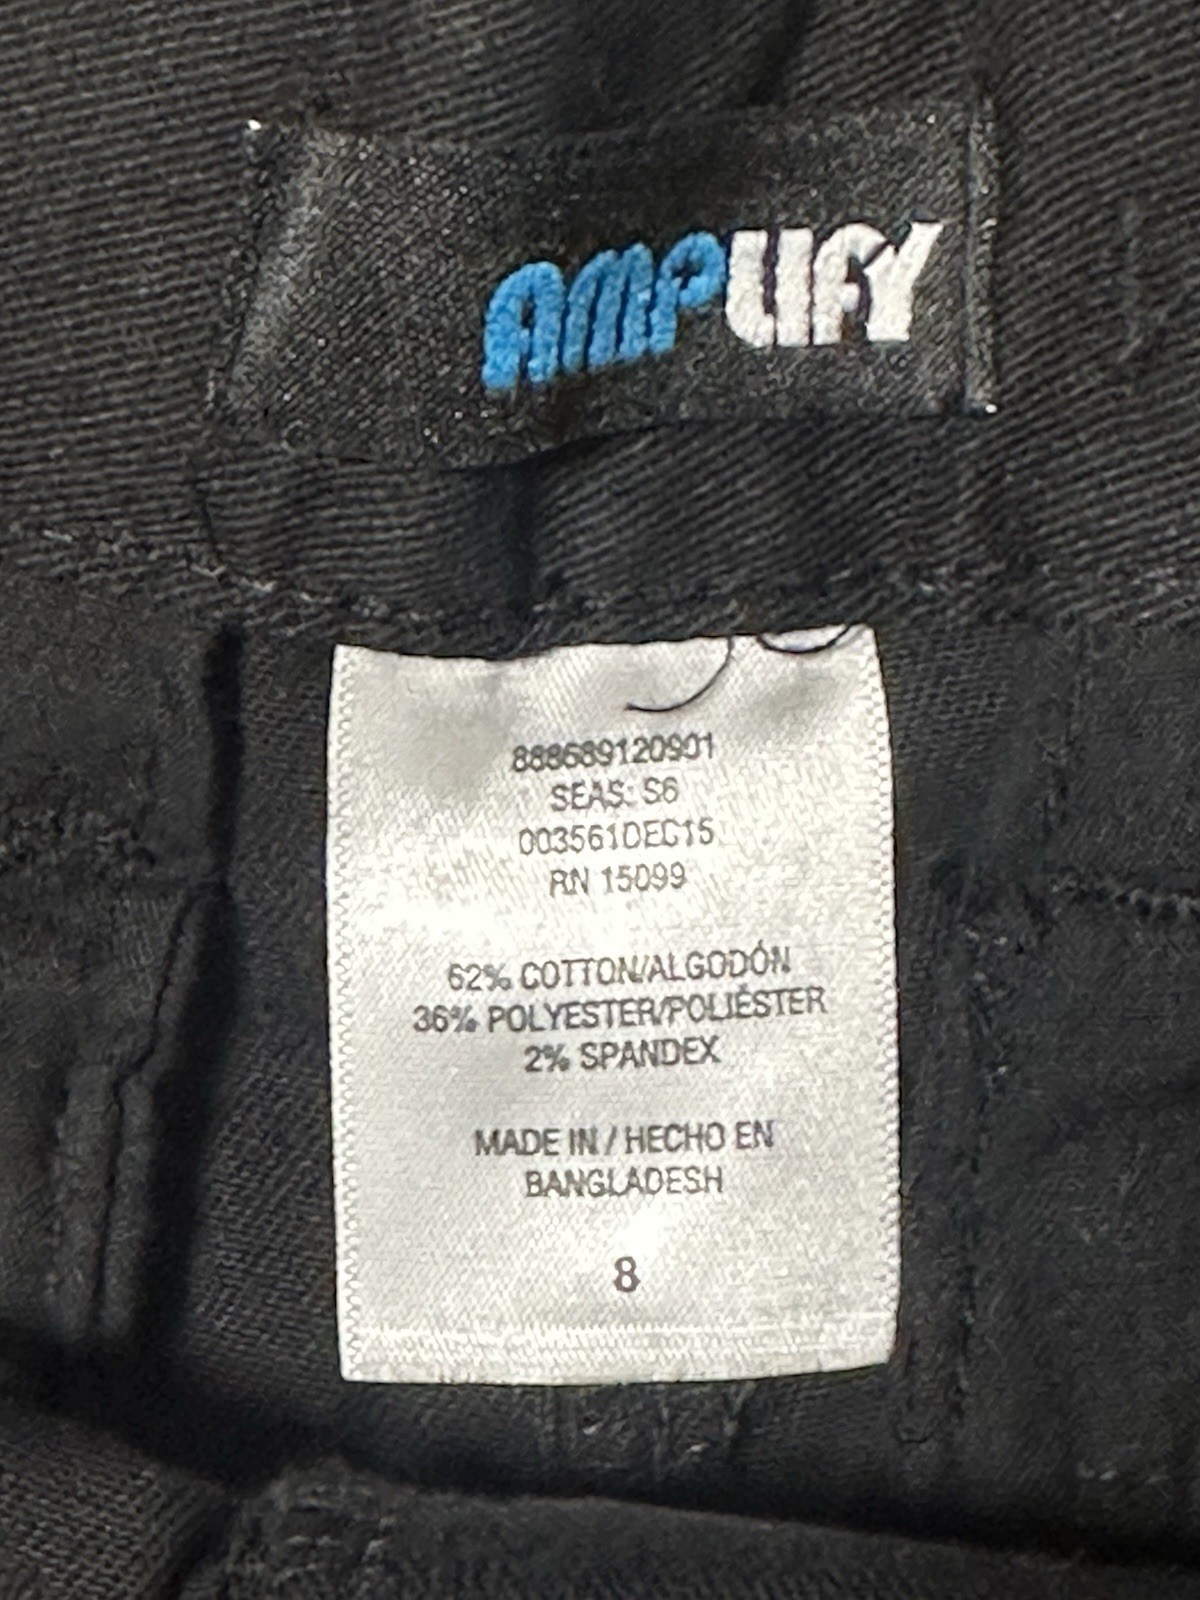 AMPLIFY
888689120901
SEAS: S6
003561DEC15
RN 15099
62% COTTON/ALGODÓN
36% POLYESTER/POLIÉSTER
2% SPANDEX
MADE IN / HECHO EN
BANGLADESH
8